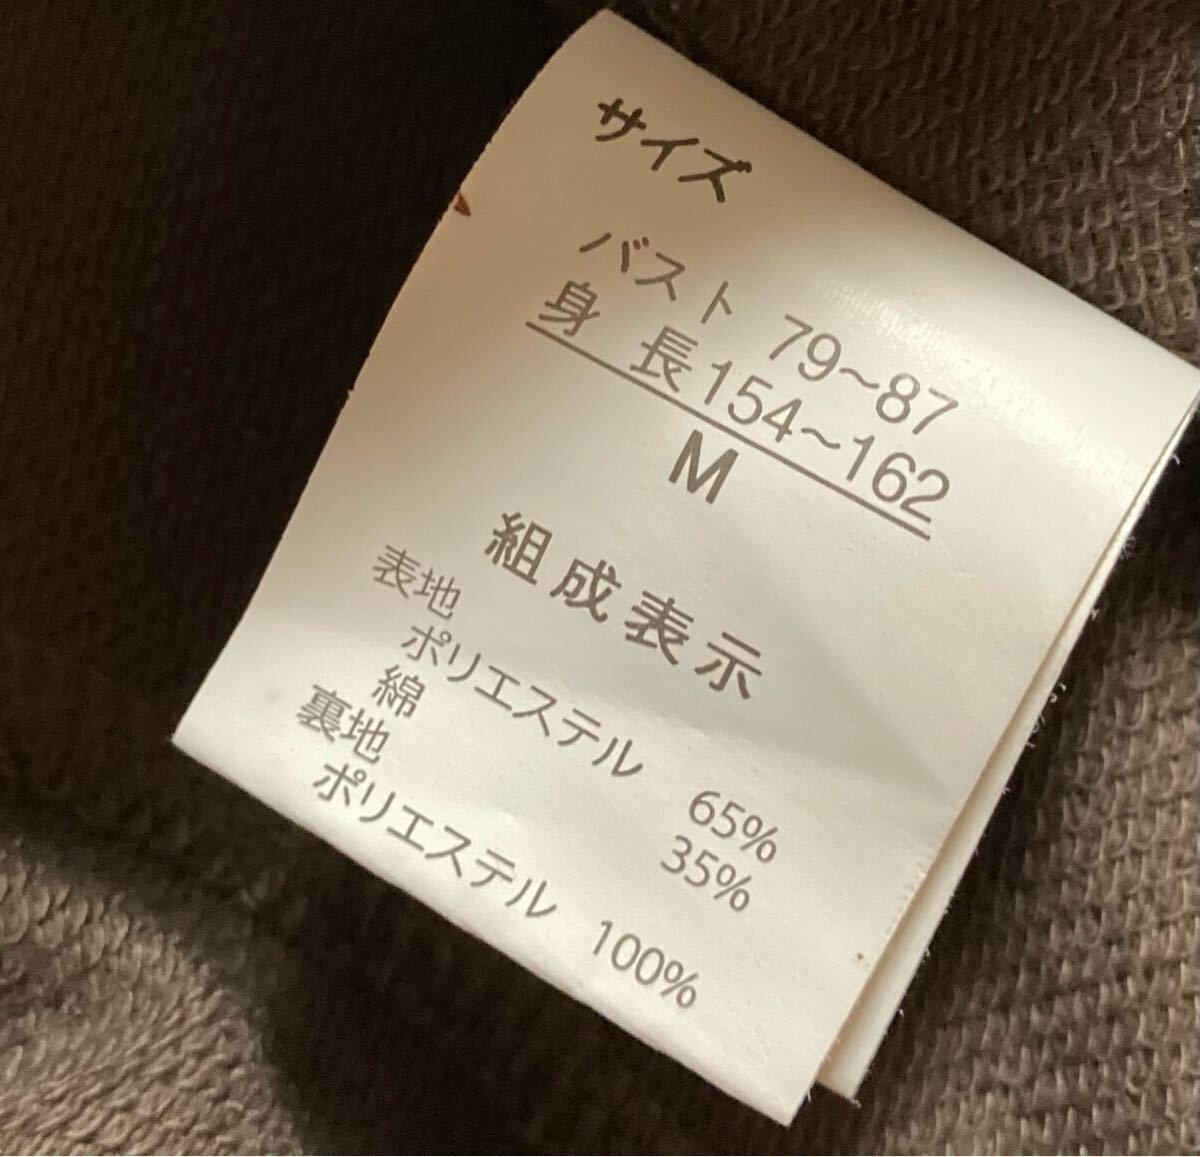 サイズ
バスト 79~87
身 長 154~162
M
組成表示
表地
ポリエステル 65%
綿 35%
裏地
ポリエステル 100%